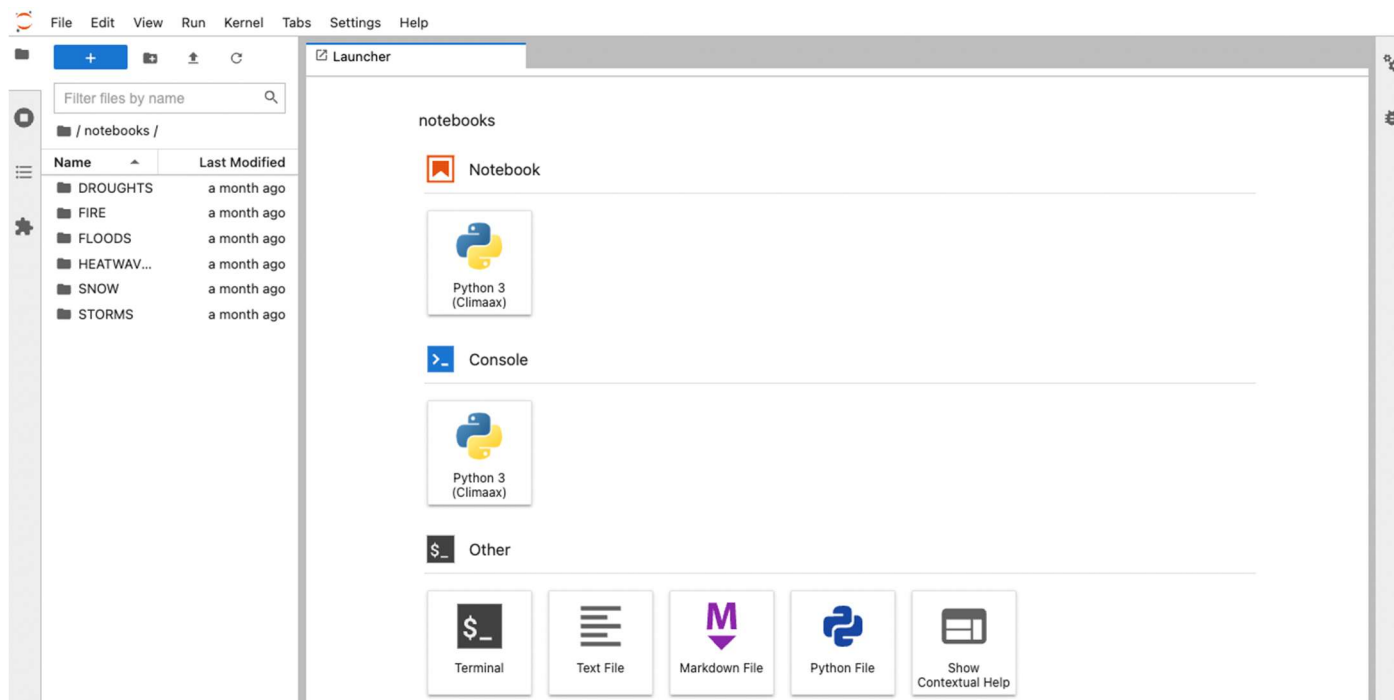 File Edit View Run Kernel Tabs Settings Help
+
Launcher
Filter files by name
/ notebooks /
Name Last Modified
DROUGHTS a month ago
FIRE a month ago
FLOODS a month ago
HEATWAV... a month ago
SNOW a month ago
STORMS a month ago
notebooks
Notebook
Python 3
(Climaax)
>_ Console
Python 3
(Climaax)
$_ Other
$_
Terminal
Text File
M
Markdown File
Python File
Show
Contextual Help